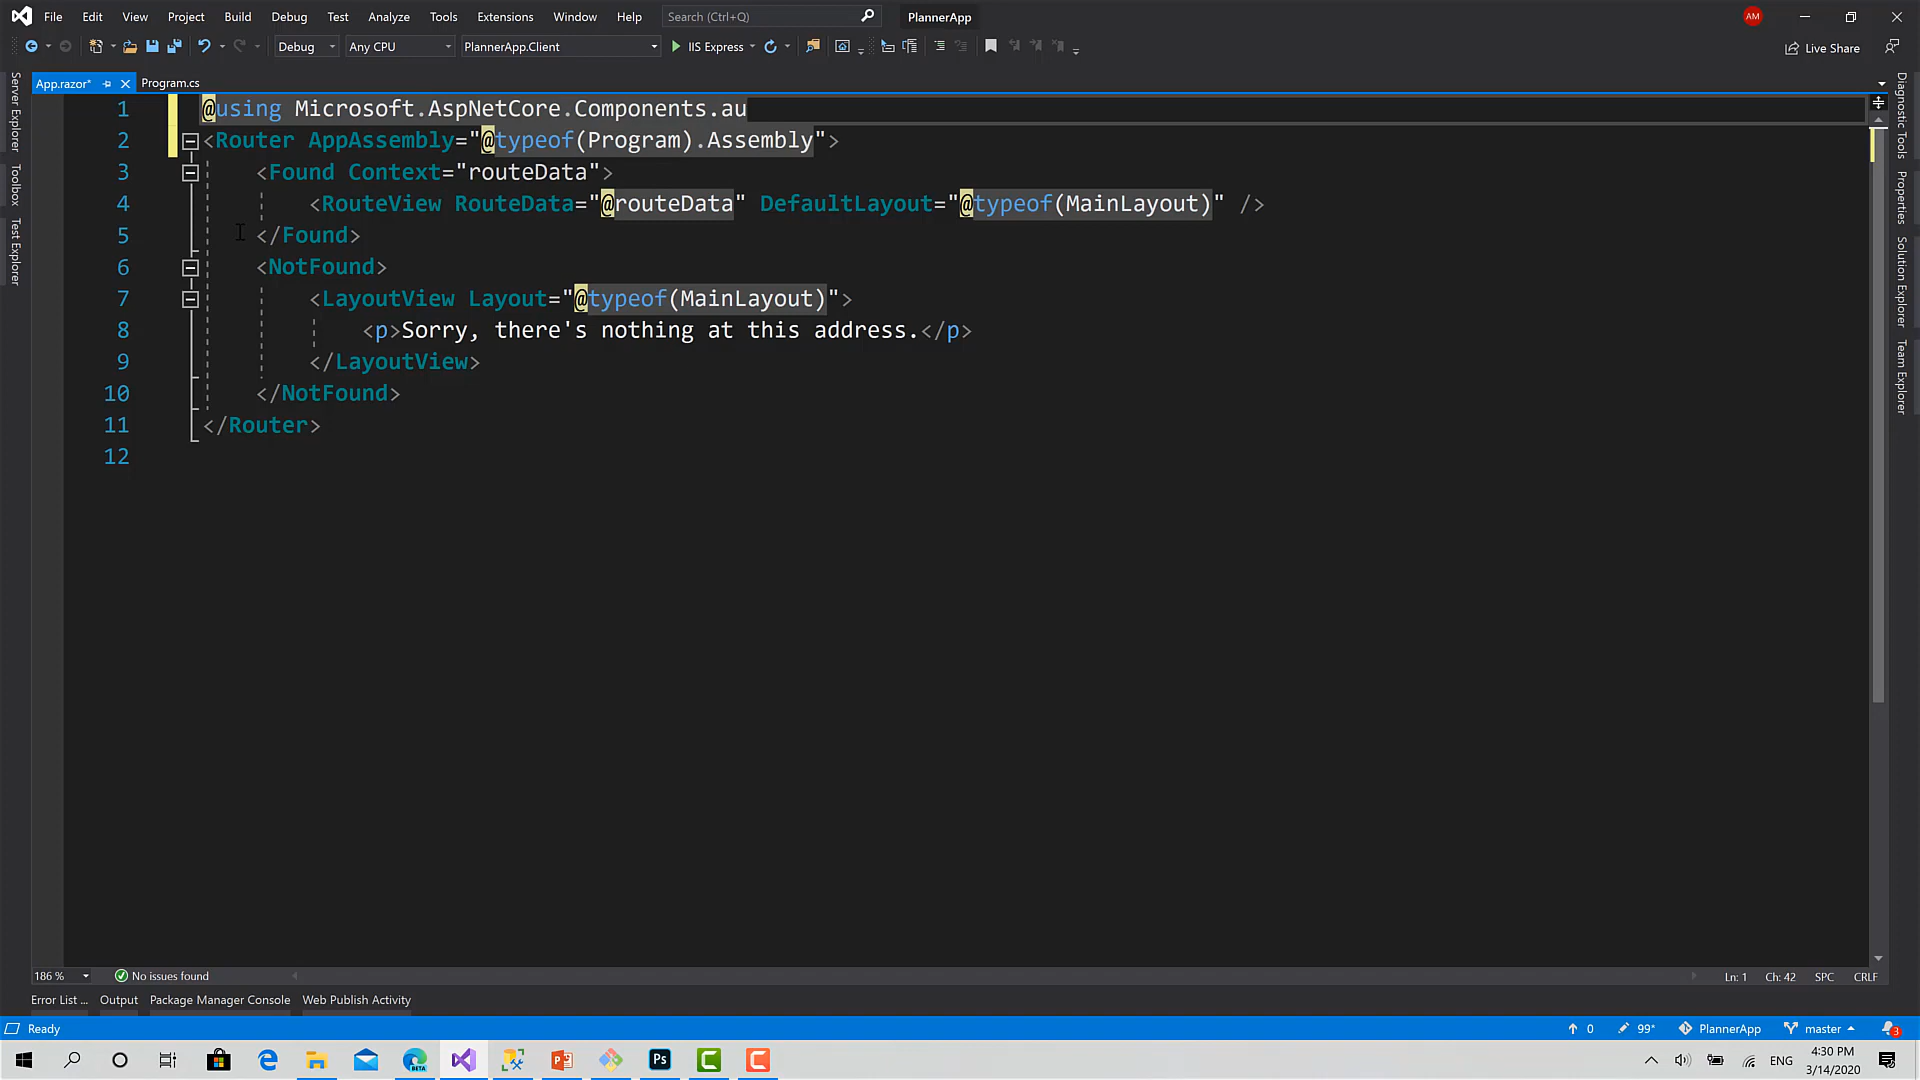 File Edit View Project Build Debug Test Analyze Tools Extensions Window Help Search (Ctrl+Q) PlannerApp AM
Debug Any CPU PlannerApp.Client IIS Express Live Share
App.razor* Program.cs
Server Explorer
Toolbox
Test Explorer
1 @using Microsoft.AspNetCore.Components.au
2 <Router AppAssembly="@typeof(Program).Assembly">
3 <Found Context="routeData">
4 <RouteView RouteData="@routeData" DefaultLayout="@typeof(MainLayout)" />
5 </Found>
6 <NotFound>
7 <LayoutView Layout="@typeof(MainLayout)">
8 <p>Sorry, there's nothing at this address.</p>
9 </LayoutView>
10 </NotFound>
11 </Router>
12
Diagnostic Tools
Properties
Solution Explorer
Team Explorer
186 % No issues found Ln: 1 Ch: 42 SPC CRLF
Error List ... Output Package Manager Console Web Publish Activity
Ready 0 99* PlannerApp master 3
BETA Ps ENG 4:30 PM
3/14/2020